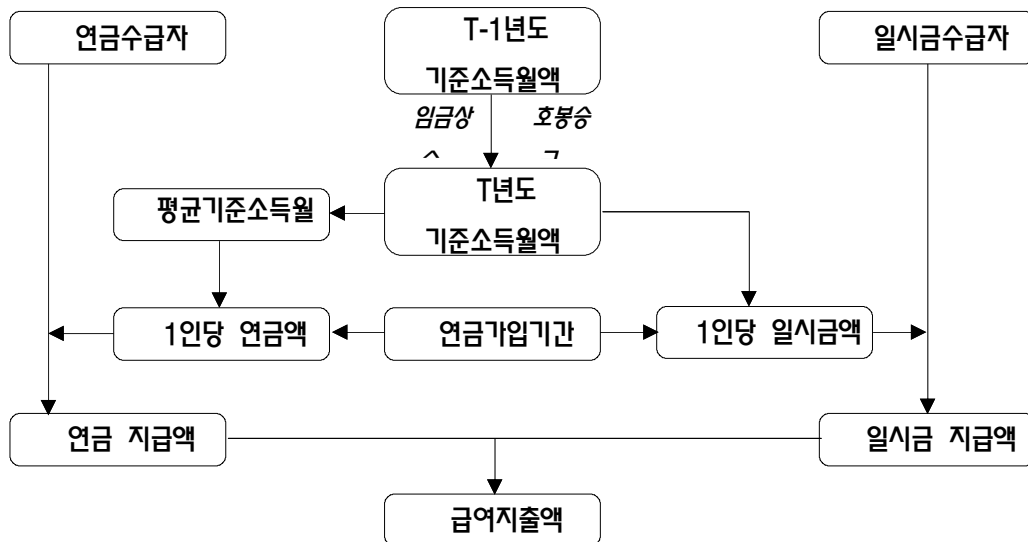 연금수급자
T-1년도
기준소득월액
일시금수급자
임금상
호봉승
T년도
기준소득월액
평균기준소득월
1인당 연금액
연금가입기간
1인당 일시금액
연금 지급액
일시금 지급액
급여지출액